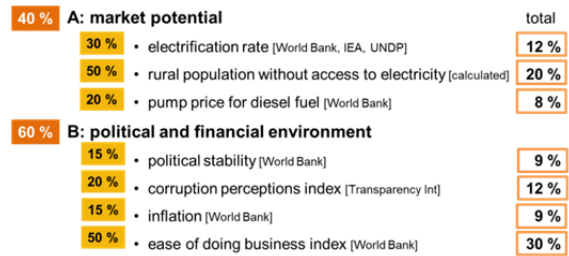 40 % A: market potential total
30 % • electrification rate [World Bank, IEA, UNDP] 12 %
50 % • rural population without access to electricity [calculated] 20 %
20 % • pump price for diesel fuel [World Bank] 8 %
60 % B: political and financial environment
15 % • political stability [World Bank] 9 %
20 % • corruption perceptions index [Transparency Int] 12 %
15 % • inflation [World Bank] 9 %
50 % • ease of doing business index [World Bank] 30 %